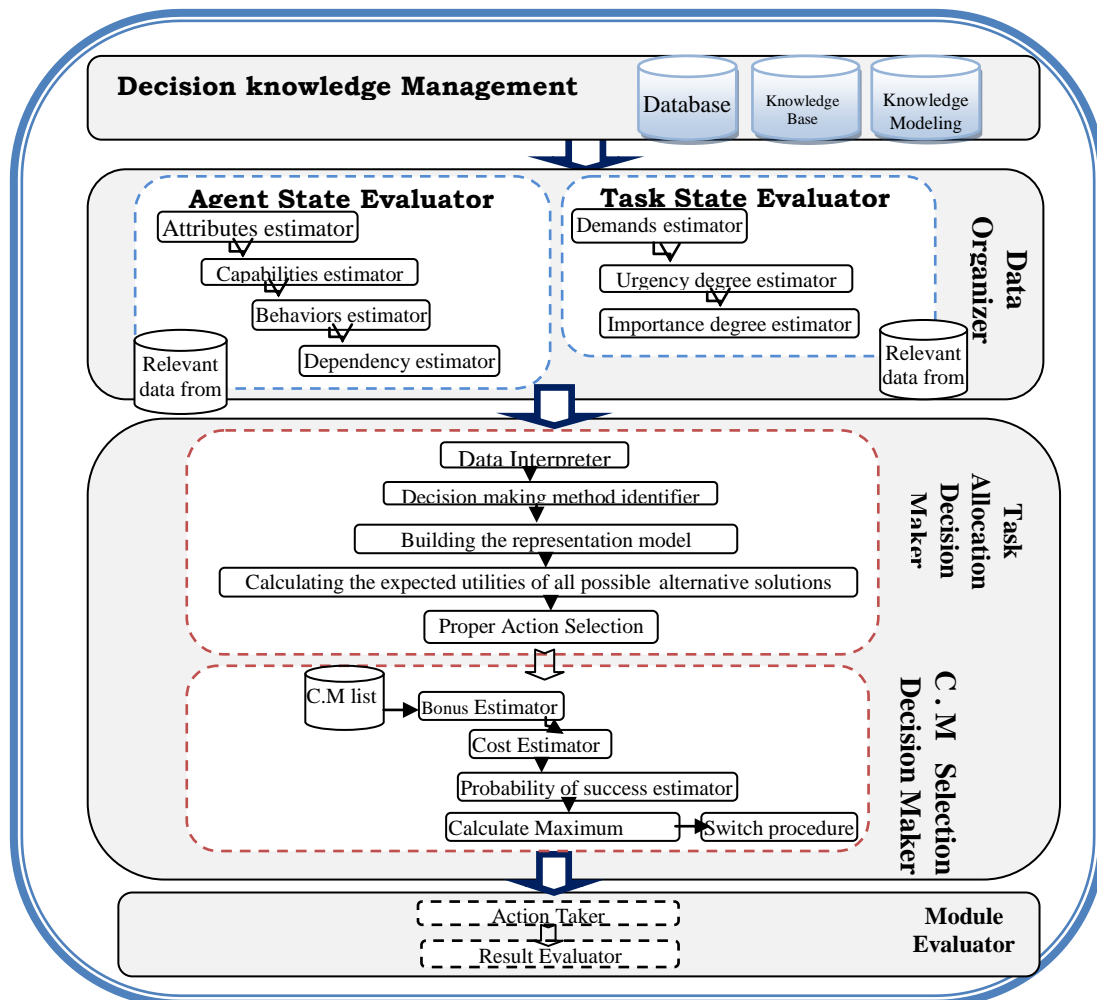 Decision knowledge Management
Database
Knowledge
Base
Knowledge
Modeling
Agent State Evaluator
Attributes estimator
Capabilities estimator
Behaviors estimator
Dependency estimator
Relevant
data from
Task State Evaluator
Demands estimator
Urgency degree estimator
Importance degree estimator
Relevant
data from
Data
Organizer
Data Interpreter
Decision making method identifier
Building the representation model
Calculating the expected utilities of all possible alternative solutions
Proper Action Selection
Task
Allocation
Decision
Maker
C.M list
Bonus Estimator
Cost Estimator
Probability of success estimator
Calculate Maximum
Switch procedure
C . M Selection
Decision Maker
Action Taker
Result Evaluator
Module
Evaluator